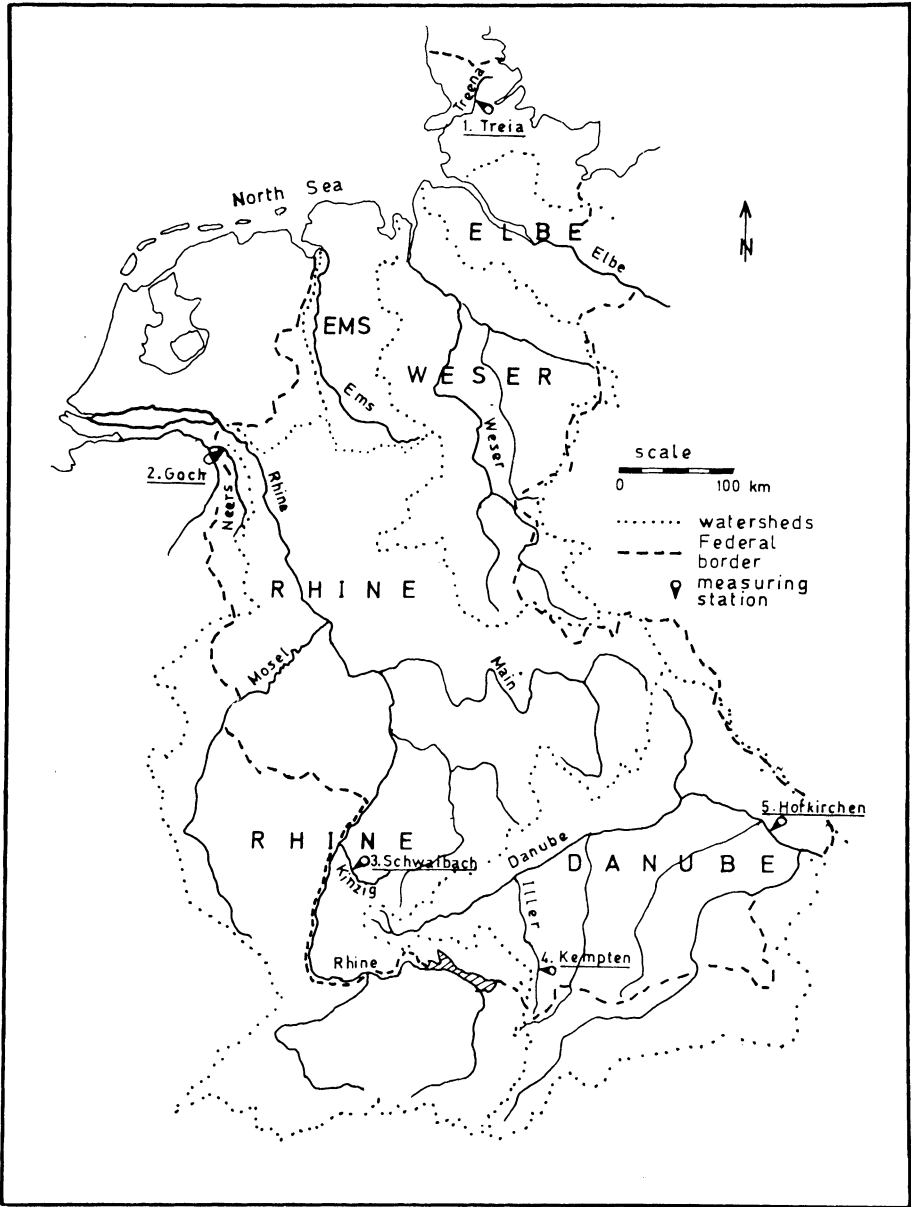 Treena
1. Treia
North Sea
ELBE
Elbe
N
EMS
WESER
Ems
Weser
scale
0 100 km
2. Goch
Neers
Rhine
watersheds
Federal
border
measuring
station
RHINE
Mosel
Main
5. Hofkirchen
RHINE
3. Schwalbach
Kinzig
Danube
DANUBE
Iller
4. Kempten
Rhine